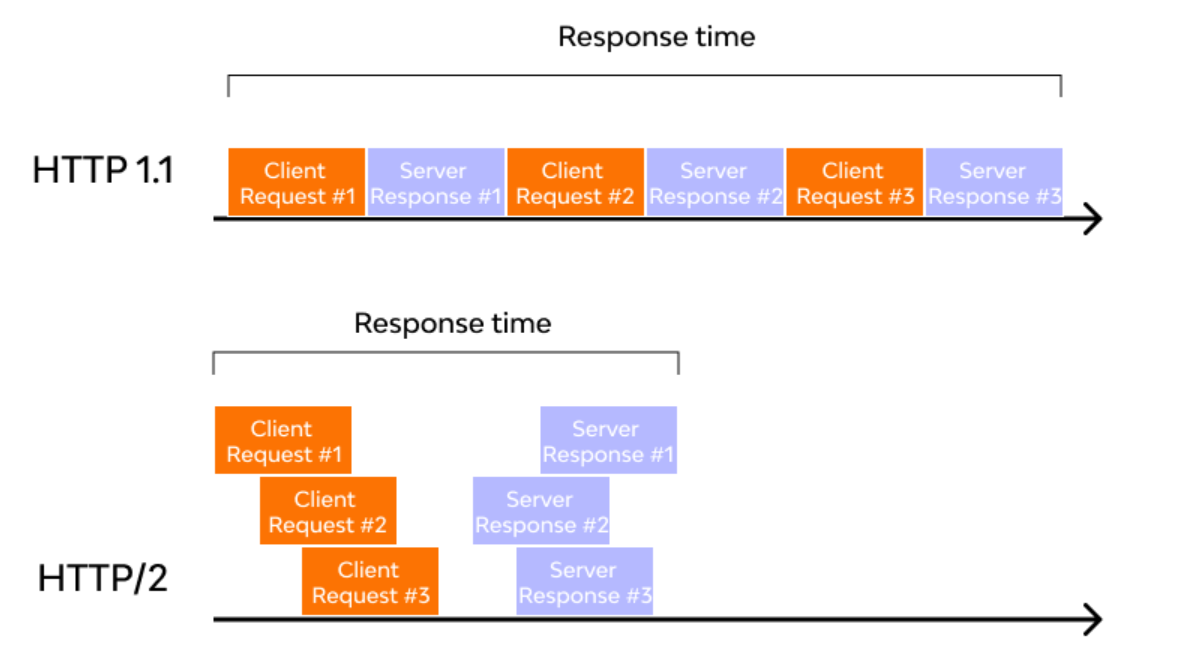 Response time
HTTP 1.1
Client
Request #1
Server
Response #1
Client
Request #2
Server
Response #2
Client
Request #3
Server
Response #3
Response time
Client
Request #1
Server
Response #1
Client
Request #2
Server
Response #2
HTTP/2
Client
Request #3
Server
Response #3